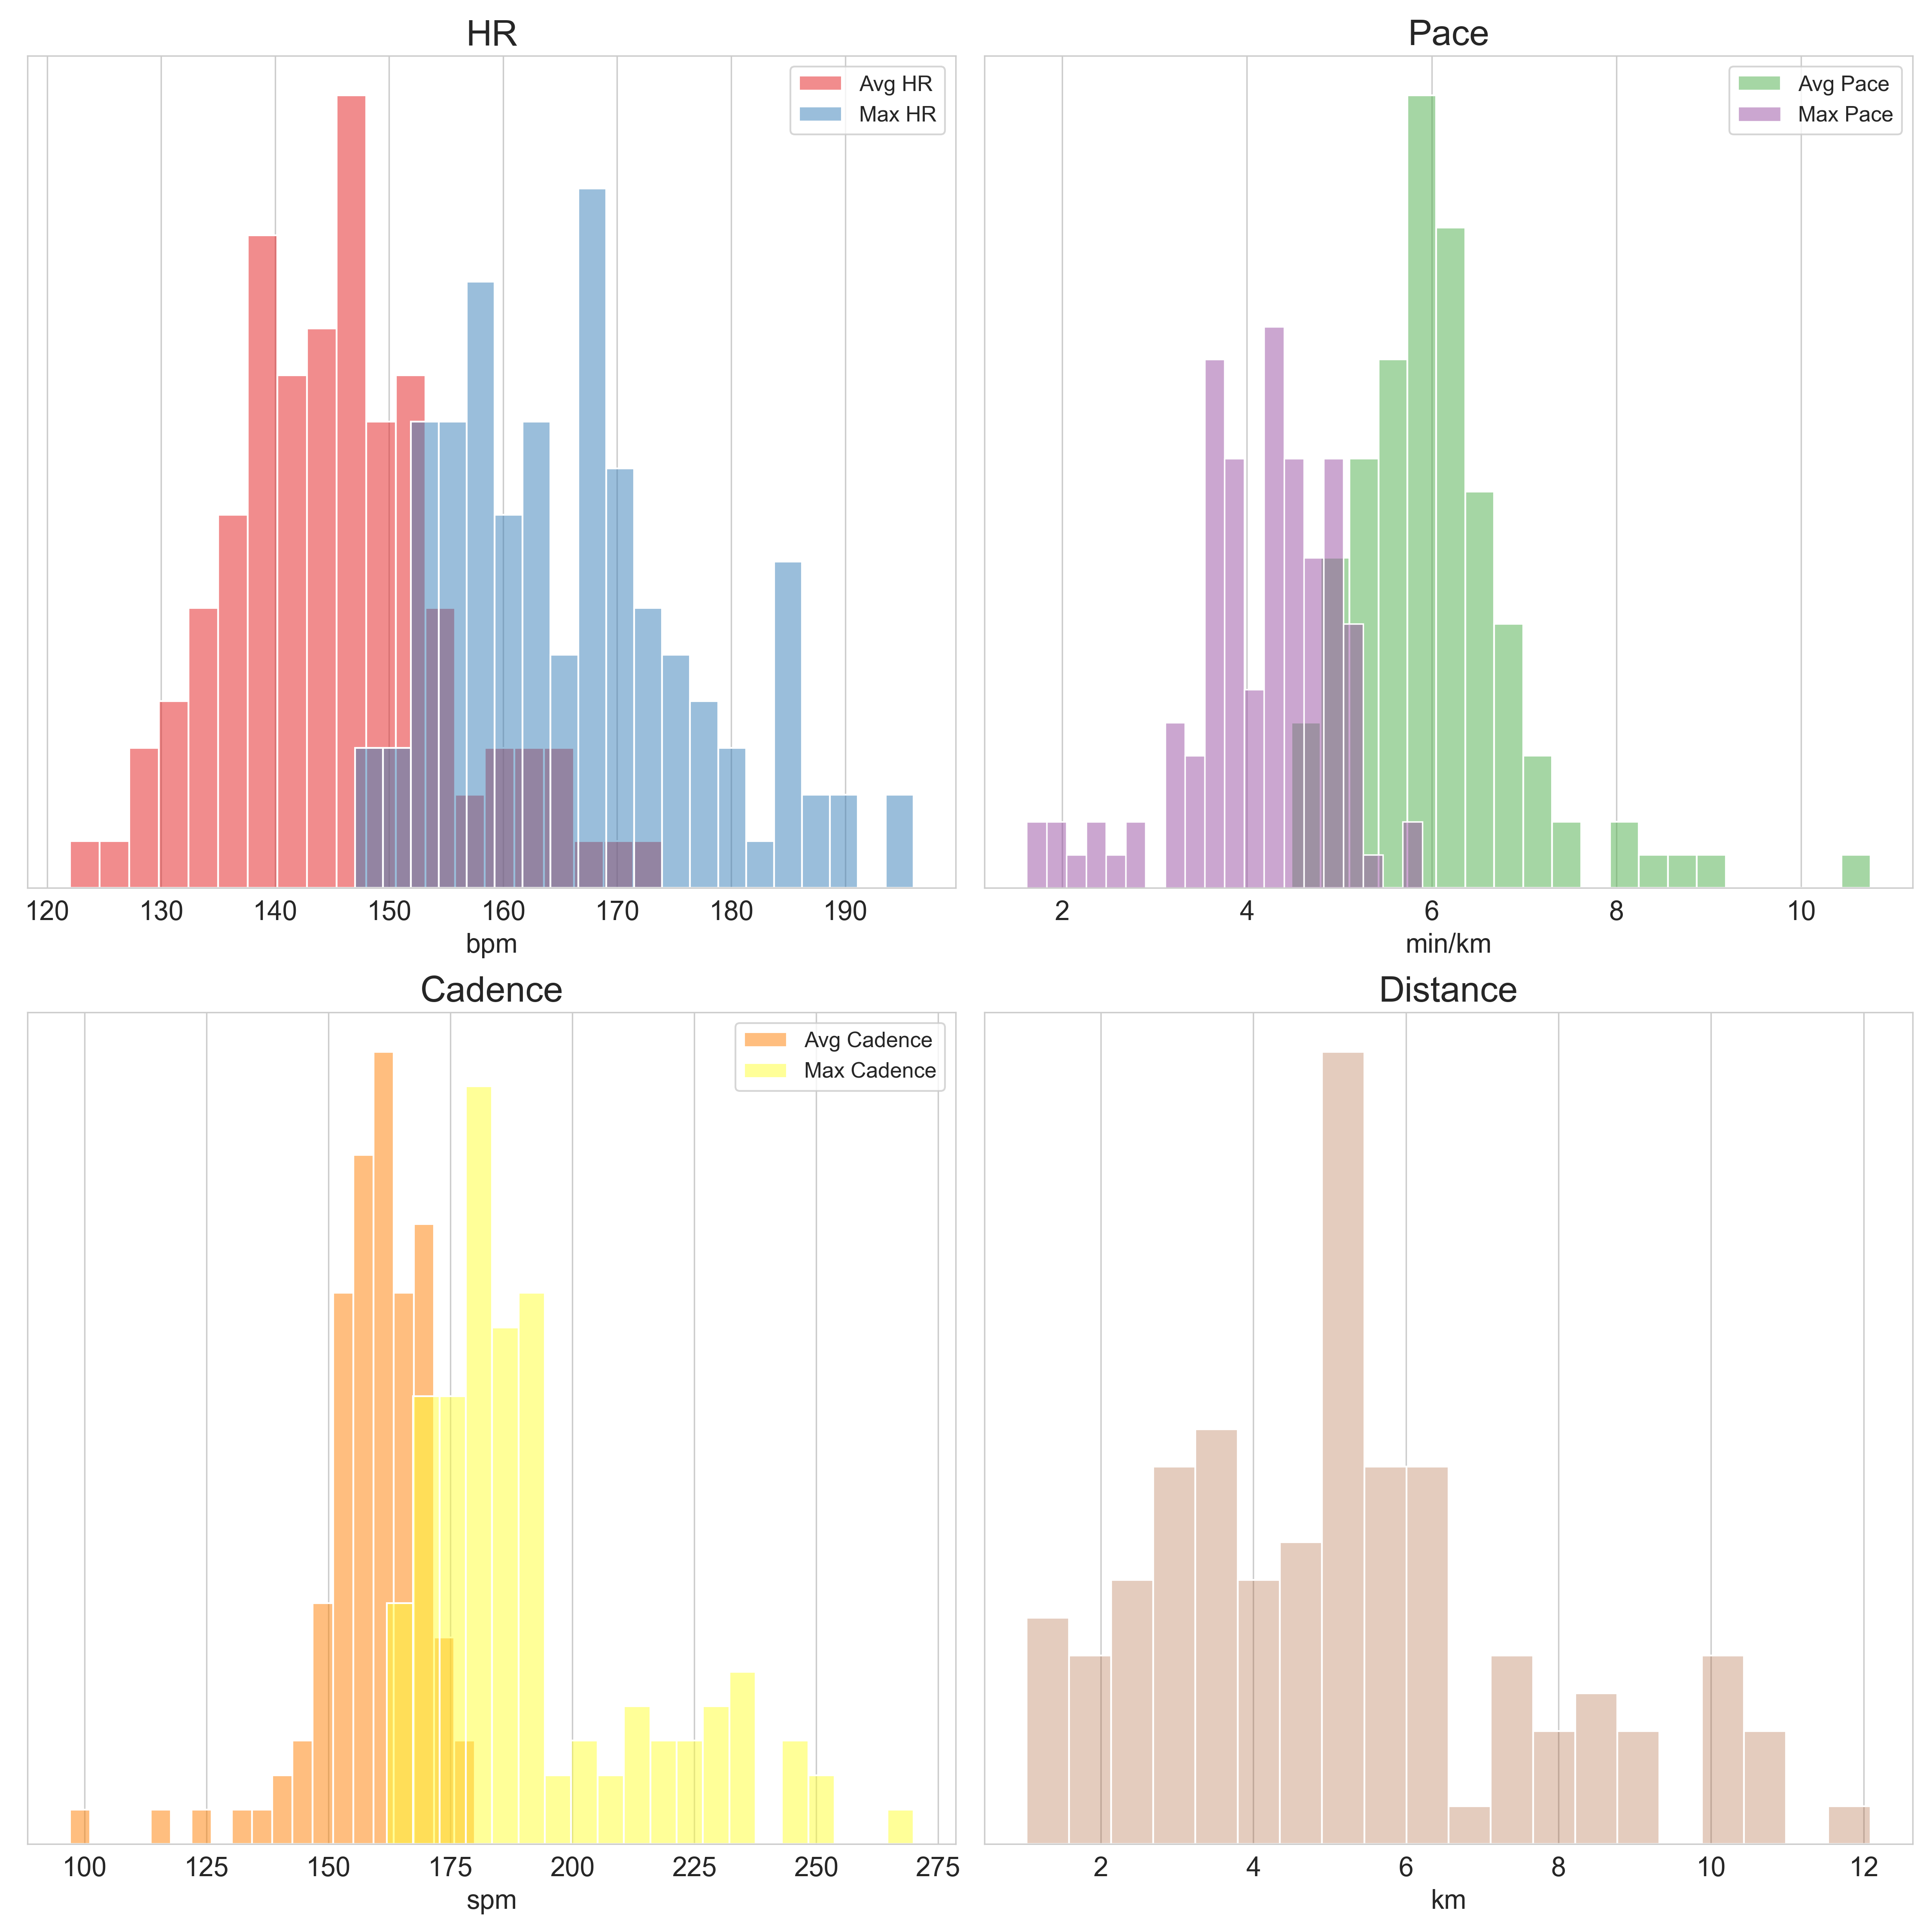 HR
Avg HR
Max HR
120 130 140 150 160 170 180 190
bpm
Pace
Avg Pace
Max Pace
2 4 6 8 10
min/km
Cadence
Avg Cadence
Max Cadence
100 125 150 175 200 225 250 275
spm
Distance
2 4 6 8 10 12
km